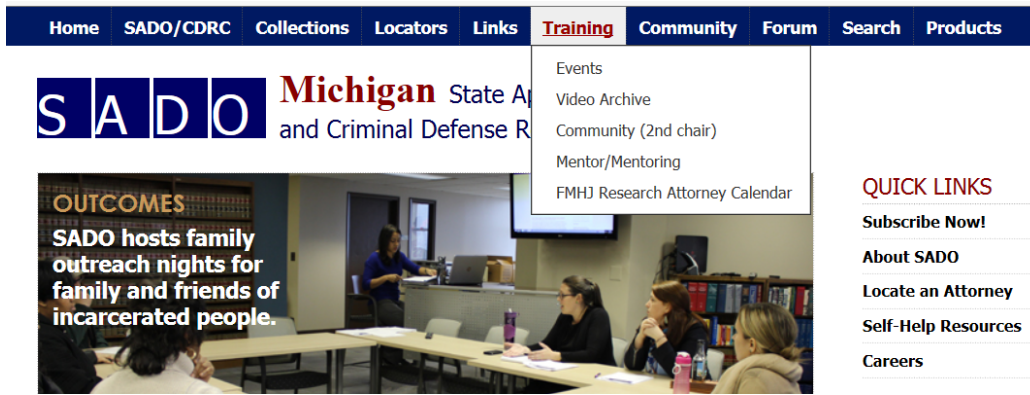 Home SADO/CDRC Collections Locators Links Training Community Forum Search Products
Events
Video Archive
Community (2nd chair)
Mentor/Mentoring
FMHJ Research Attorney Calendar
SADO
Michigan State
and Criminal Defense
OUTCOMES
SADO hosts family
outreach nights for
family and friends of
incarcerated people.
QUICK LINKS
Subscribe Now!
About SADO
Locate an Attorney
Self-Help Resources
Careers